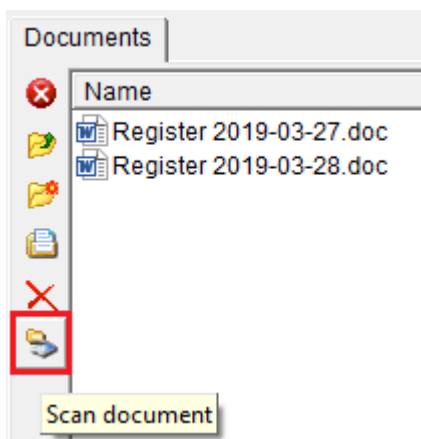 Documents
Name
Register 2019-03-27.doc
Register 2019-03-28.doc
Scan document